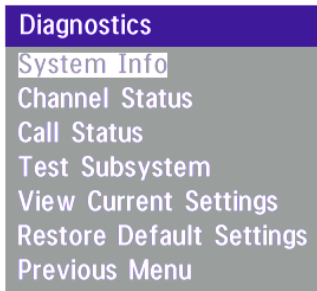 Diagnostics
System Info
Channel Status
Call Status
Test Subsystem
View Current Settings
Restore Default Settings
Previous Menu